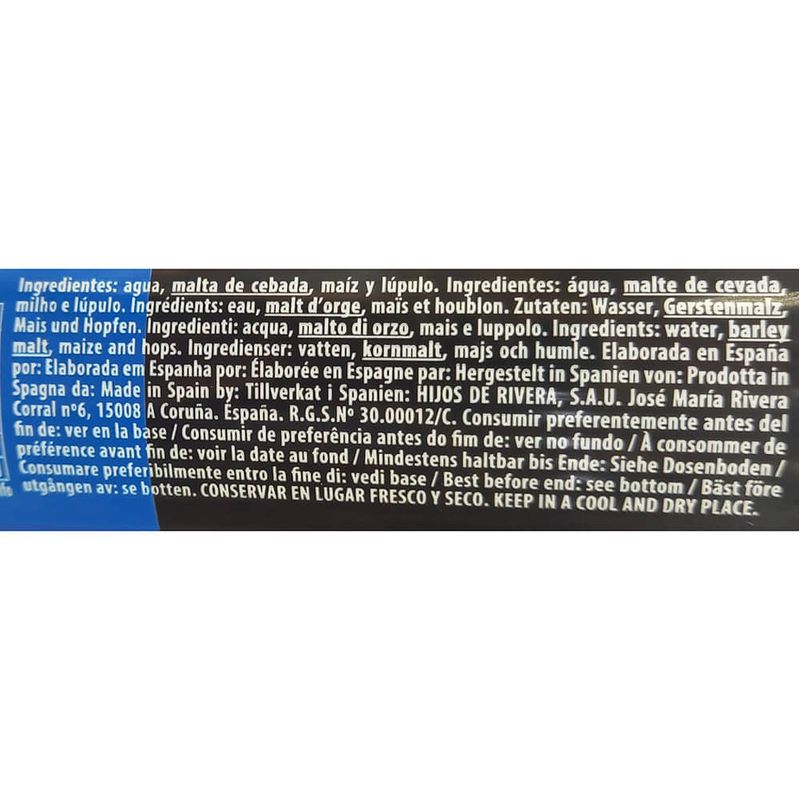 Ingredientes: agua, malta de cebada, maíz y lúpulo. Ingredientes: água, malte de cevada,
milho e lúpulo. Ingrédients: eau, malt d'orge, maïs et houblon. Zutaten: Wasser, Gerstenmalz,
Mais und Hopfen. Ingredienti: acqua, malto di orzo, mais e luppolo. Ingredients: water, barley
malt, maize and hops. Ingredienser: vatten, kornmalt, majs och humle. Elaborada en España
por: Elaborada em Espanha por: Élaborée en Espagne par: Hergestellt in Spanien von: Prodotta in
Spagna da: Made in Spain by: Tillverkat i Spanien: HIJOS DE RIVERA, S.A.U. José María Rivera
Corral nº6, 15008 A Coruña. España. R.G.S.Nº 30.00012/C. Consumir preferentemente antes del
fin de: ver en la base / Consumir de preferência antes do fim de: ver no fundo / À consommer de
préférence avant fin de: voir la date au fond / Mindestens haltbar bis Ende: Siehe Dosenboden /
Consumare preferibilmente entro la fine di: vedi base / Best before end: see bottom / Bäst före
utgången av: se botten. CONSERVAR EN LUGAR FRESCO Y SECO. KEEP IN A COOL AND DRY PLACE.